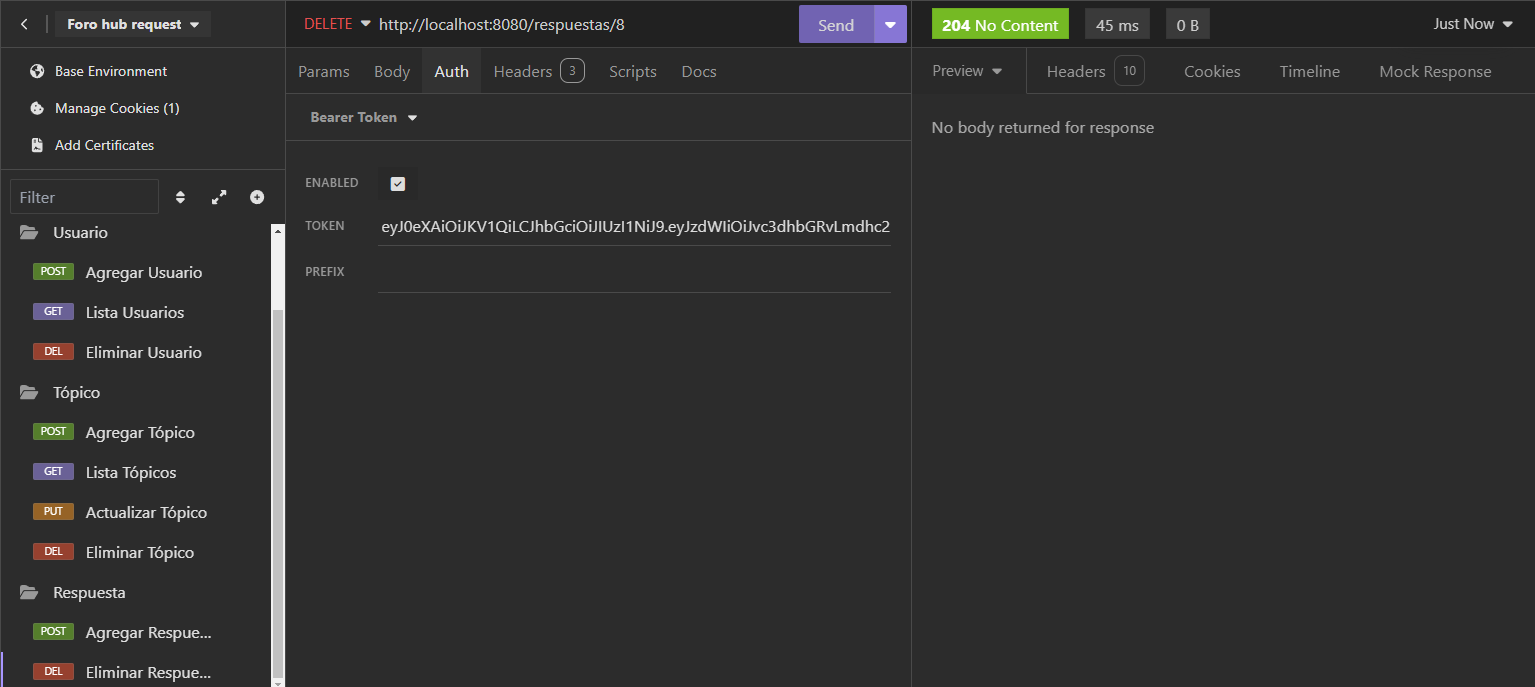 Foro hub request
Base Environment
Manage Cookies (1)
Add Certificates
Filter
Usuario
POST Agregar Usuario
GET Lista Usuarios
DEL Eliminar Usuario
Tópico
POST Agregar Tópico
GET Lista Tópicos
PUT Actualizar Tópico
DEL Eliminar Tópico
Respuesta
POST Agregar Respue...
DEL Eliminar Respue...
DELETE http://localhost:8080/respuestas/8 Send
Params Body Auth Headers 3 Scripts Docs
Bearer Token
ENABLED
TOKEN eyJ0eXAiOiJKV1QiLCJhbGciOiJIUzI1NiJ9.eyJzdWIiOiJvc3dhbGRvLmdhc2
PREFIX
204 No Content 45 ms 0 B Just Now
Preview Headers 10 Cookies Timeline Mock Response
No body returned for response